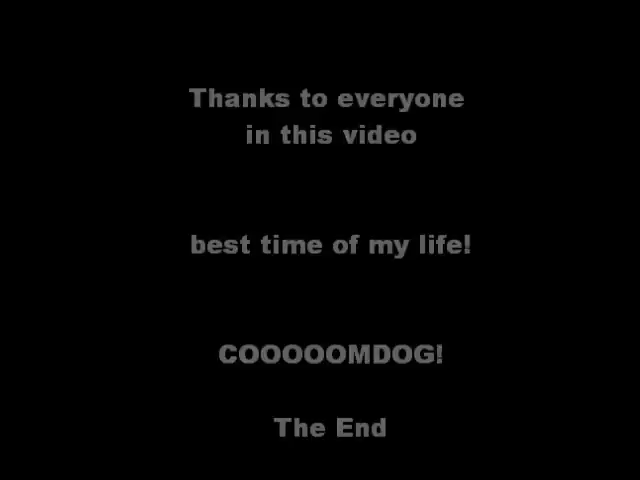 Thanks to everyone
in this video
best time of my life!
COOOOOMDOG!
The End